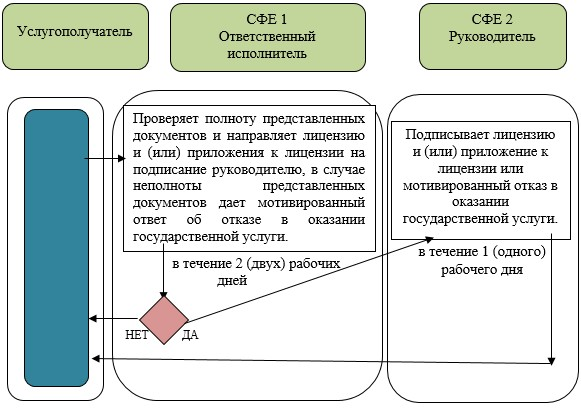 Услугополучатель
СФЕ 1
Ответственный
исполнитель
СФЕ 2
Руководитель
Проверяет полноту представленных
документов и направляет лицензию
и (или) приложения к лицензии на
подписание руководителю, в случае
неполноты представленных
документов дает мотивированный
ответ об отказе в оказании
государственной услуги.
Подписывает лицензию
и (или) приложение к
лицензии или
мотивированный отказ в
оказании
государственной услуги.
в течение 2 (двух) рабочих
дней
в течение 1 (одного)
рабочего дня
НЕТ
ДА